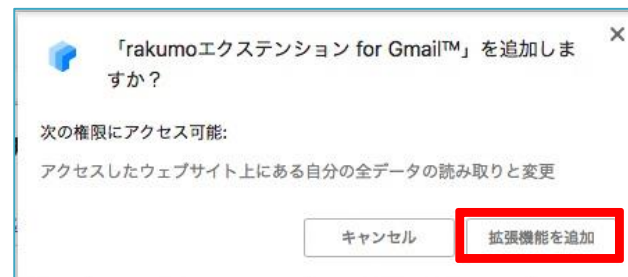 「rakumoエクステンション for Gmail™」を追加しま
すか？
次の権限にアクセス可能:
アクセスしたウェブサイト上にある自分の全データの読み取りと変更
キャンセル
拡張機能を追加